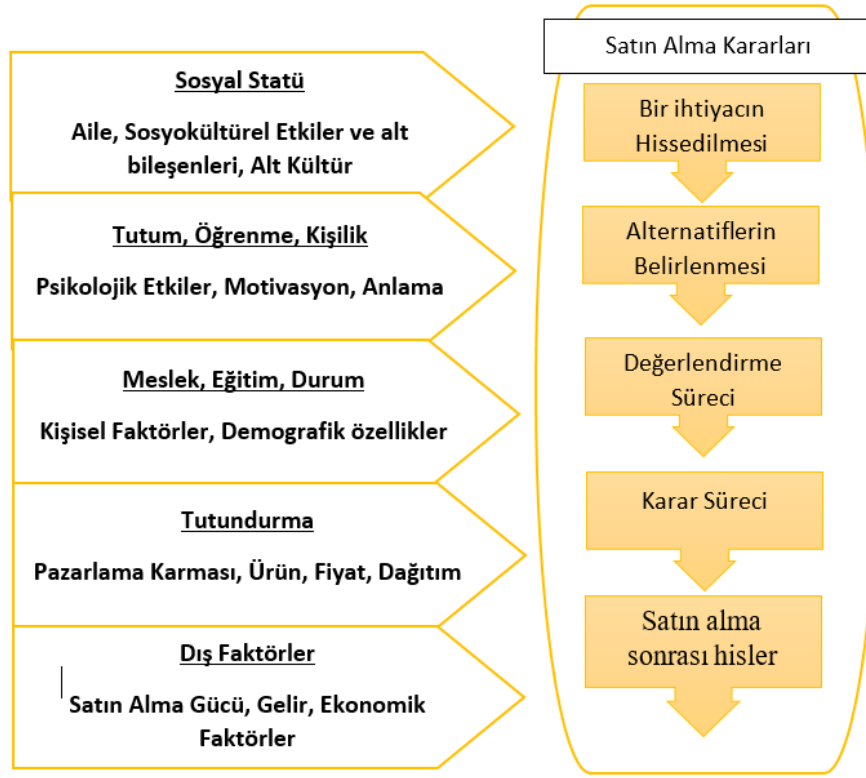 Sosyal Statü
Aile, Sosyokültürel Etkiler ve alt
bileşenleri, Alt Kültür
Tutum, Öğrenme, Kişilik
Psikolojik Etkiler, Motivasyon, Anlama
Meslek, Eğitim, Durum
Kişisel Faktörler, Demografik özellikler
Tutundurma
Pazarlama Karması, Ürün, Fiyat, Dağıtım
Dış Faktörler
Satın Alma Gücü, Gelir, Ekonomik
Faktörler
Satın Alma Kararları
Bir ihtiyacın
Hissedilmesi
Alternatiflerin
Belirlenmesi
Değerlendirme
Süreci
Karar Süreci
Satın alma
sonrası hisler